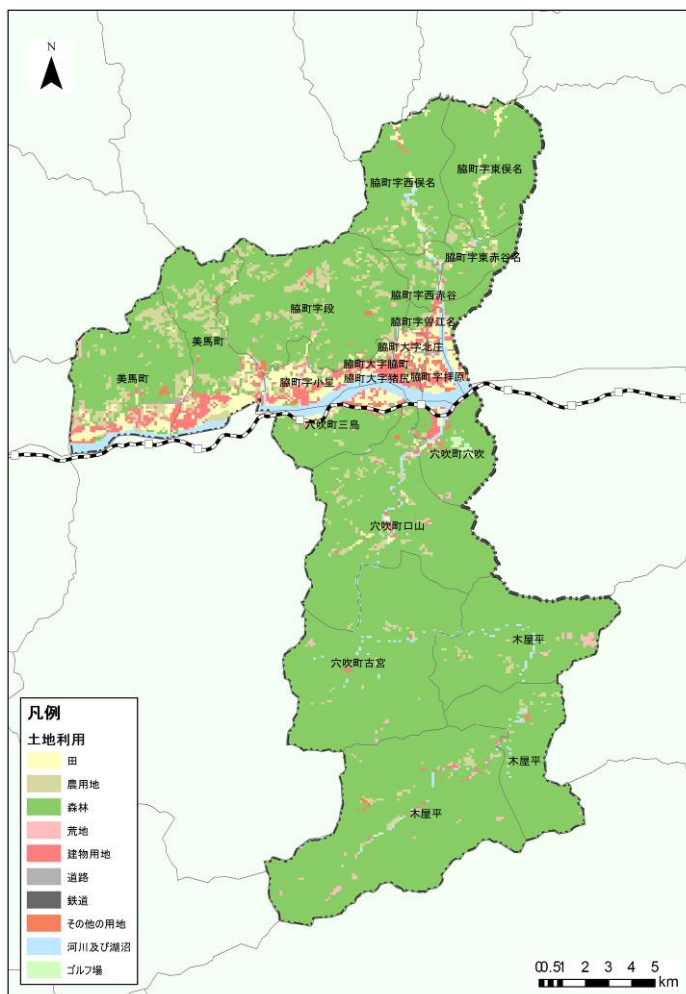 N
脇町字西俣名
脇町字東俣名
脇町字東赤谷名
脇町字西赤谷
脇町字段
脇町字曽江名
美馬町
脇町大字北庄
脇町大字脇町
美馬町
脇町字小星
脇町大字猪尻
脇町字拝原
穴吹町三島
穴吹町穴吹
穴吹町口山
木屋平
穴吹町古宮
木屋平
木屋平
凡例
土地利用
田
農用地
森林
荒地
建物用地
道路
鉄道
その他の用地
河川及び湖沼
ゴルフ場
00.51 2 3 4 5
km